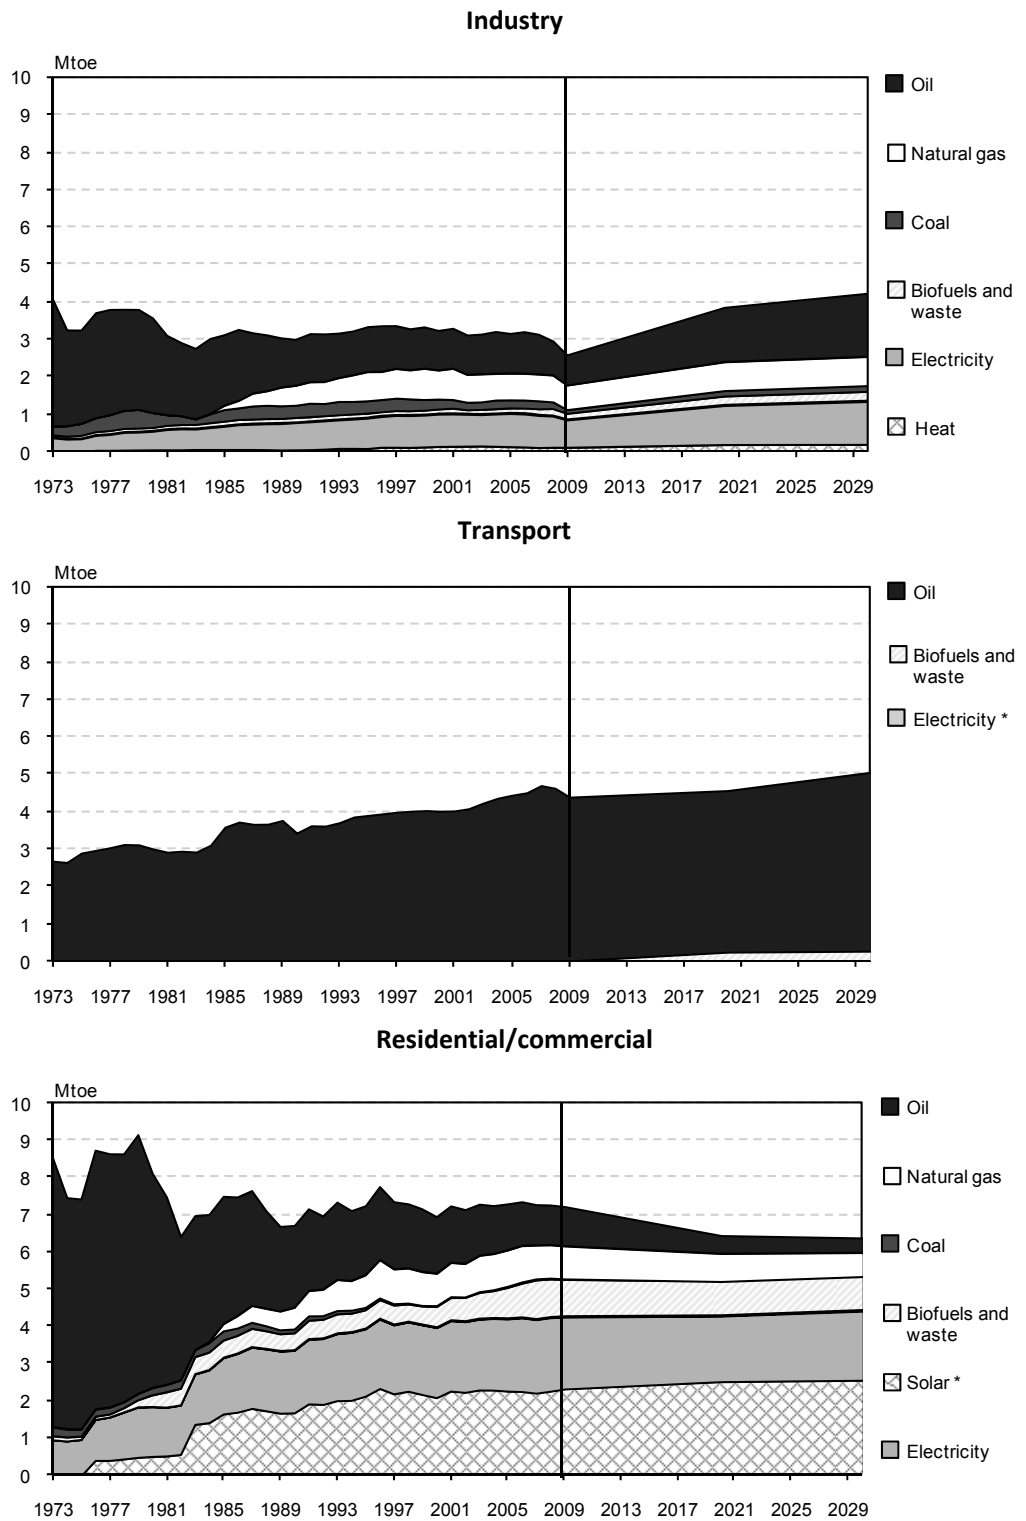 Industry
Mtoe
10
9
8
7
6
5
4
3
2
1
0
1973 1977 1981 1985 1989 1993 1997 2001 2005 2009 2013 2017 2021 2025 2029
Oil
Natural gas
Coal
Biofuels and
waste
Electricity
Heat
Transport
Mtoe
10
9
8
7
6
5
4
3
2
1
0
1973 1977 1981 1985 1989 1993 1997 2001 2005 2009 2013 2017 2021 2025 2029
Oil
Biofuels and
waste
Electricity *
Residential/commercial
Mtoe
10
9
8
7
6
5
4
3
2
1
0
1973 1977 1981 1985 1989 1993 1997 2001 2005 2009 2013 2017 2021 2025 2029
Oil
Natural gas
Coal
Biofuels and
waste
Solar *
Electricity